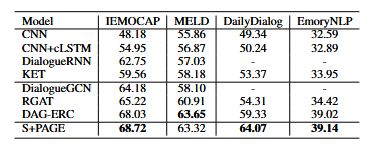 Model IEMOCAP MELD DailyDialog EmoryNLP
CNN 48.18 55.86 49.34 32.59
CNN+cLSTM 54.95 56.87 50.24 32.89
DialogueRNN 62.75 57.03 - -
KET 59.56 58.18 53.37 33.95
DialogueGCN 64.18 58.10 - -
RGAT 65.22 60.91 54.31 34.42
DAG-ERC 68.03 63.65 59.33 39.02
S+PAGE 68.72 63.32 64.07 39.14